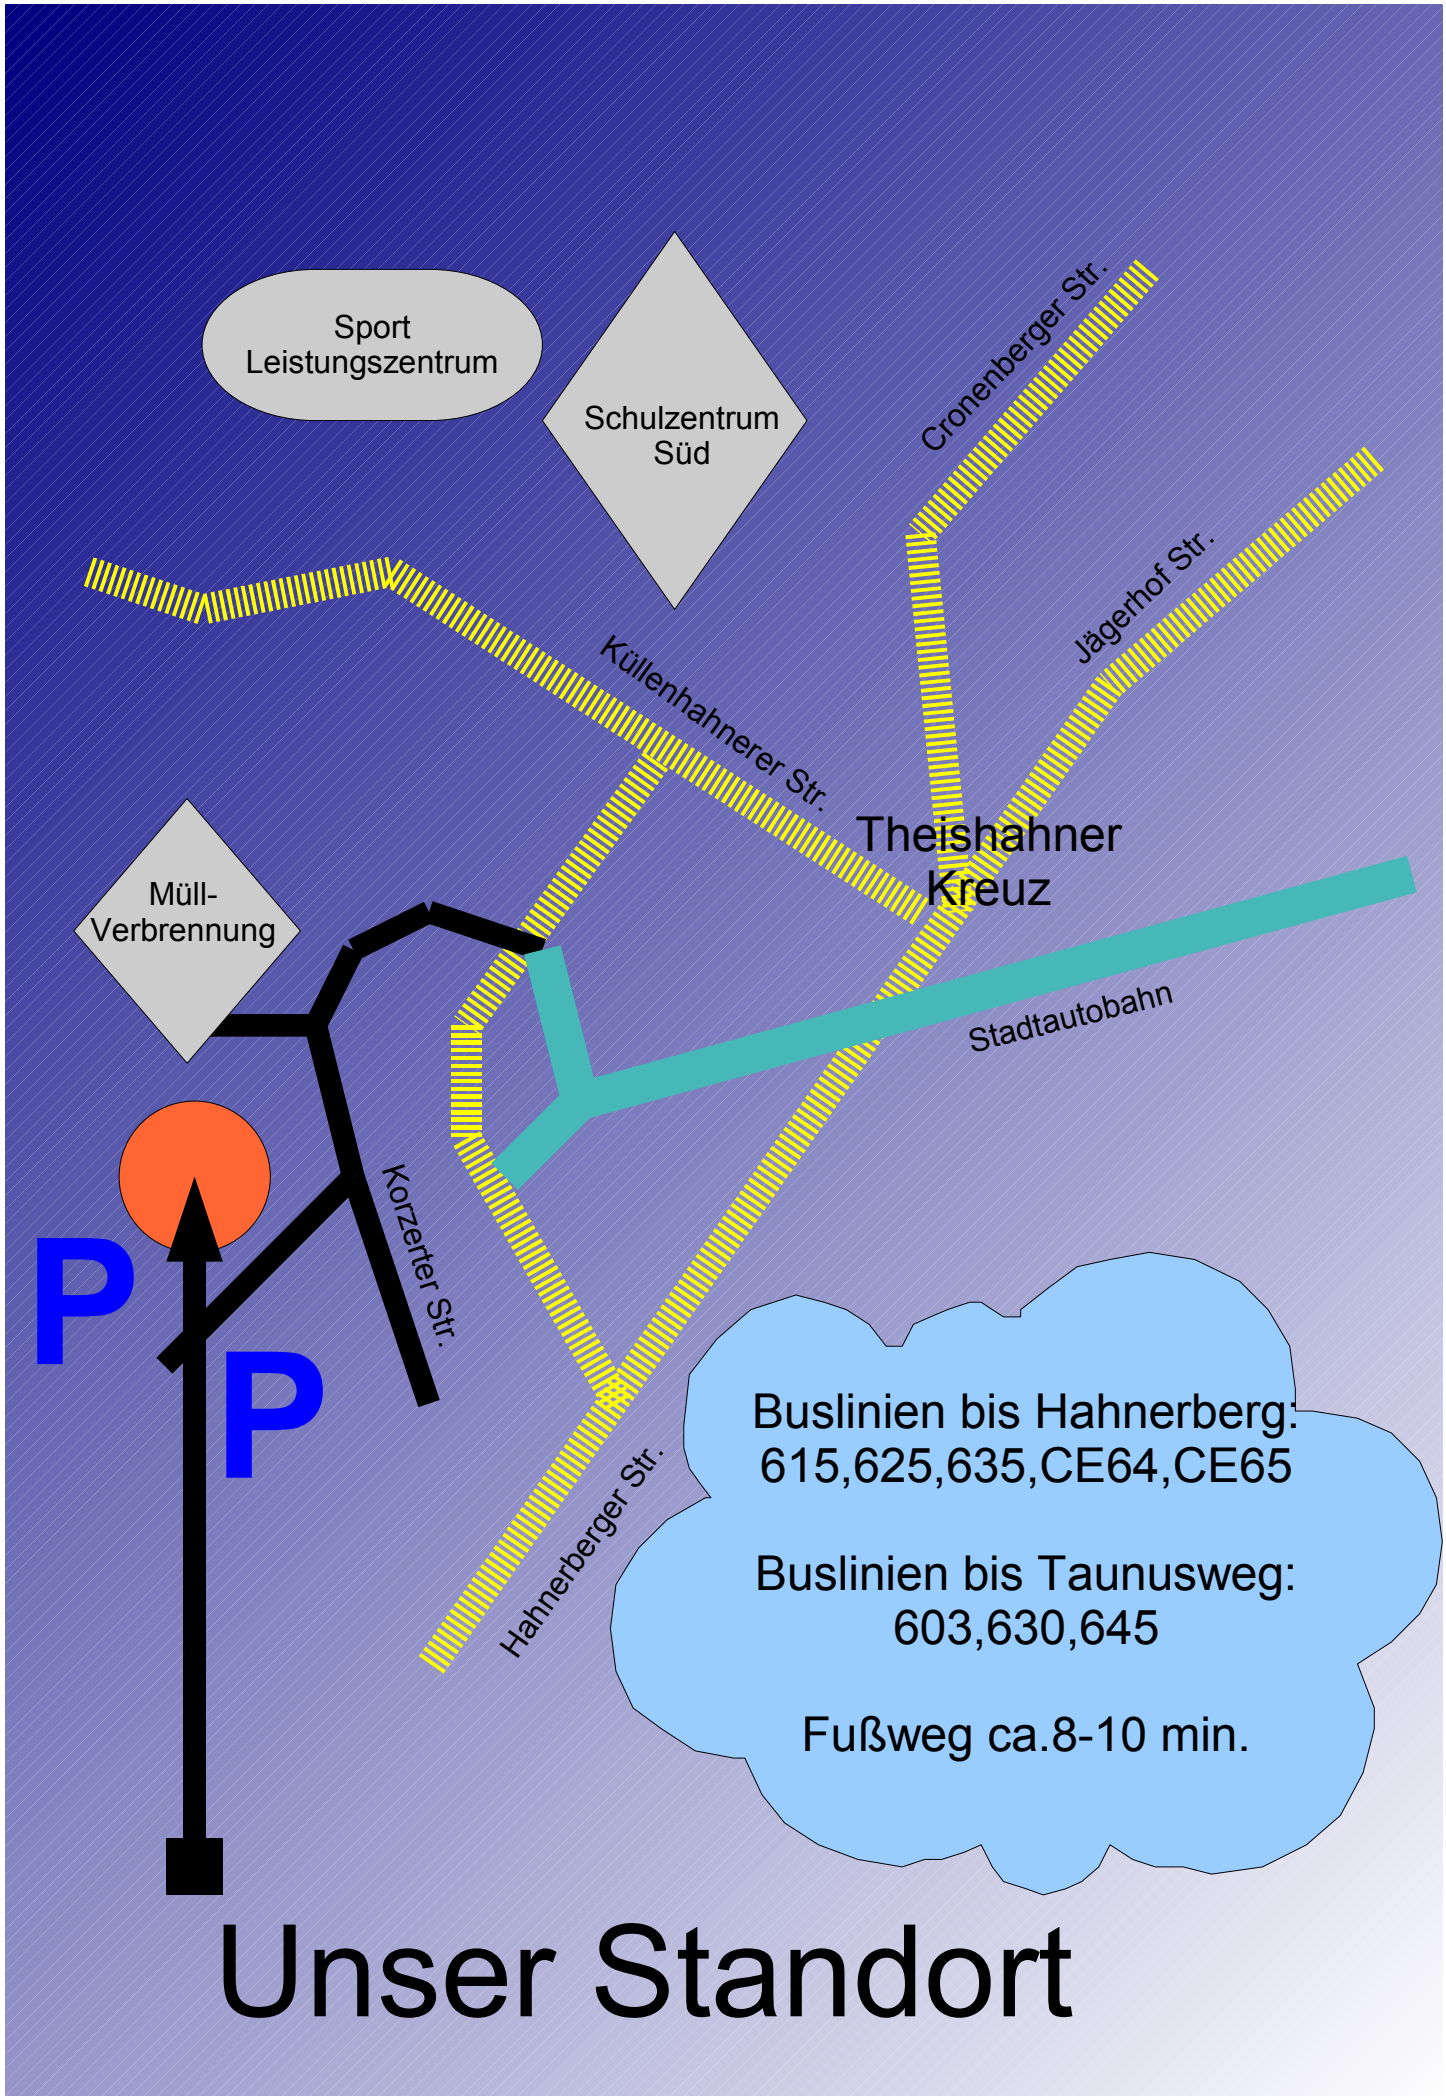 Sport
Leistungszentrum
Schulzentrum
Süd
Cronenberger Str.
Jägerhof Str.
Küllenhahnerer Str.
Theishahner
Kreuz
Müll-
Verbrennung
Stadtautobahn
Korzerter Str.
P
P
Hahnerberger Str.
Buslinien bis Hahnerberg:
615,625,635,CE64,CE65
Buslinien bis Taunusweg:
603,630,645
Fußweg ca.8-10 min.
Unser Standort